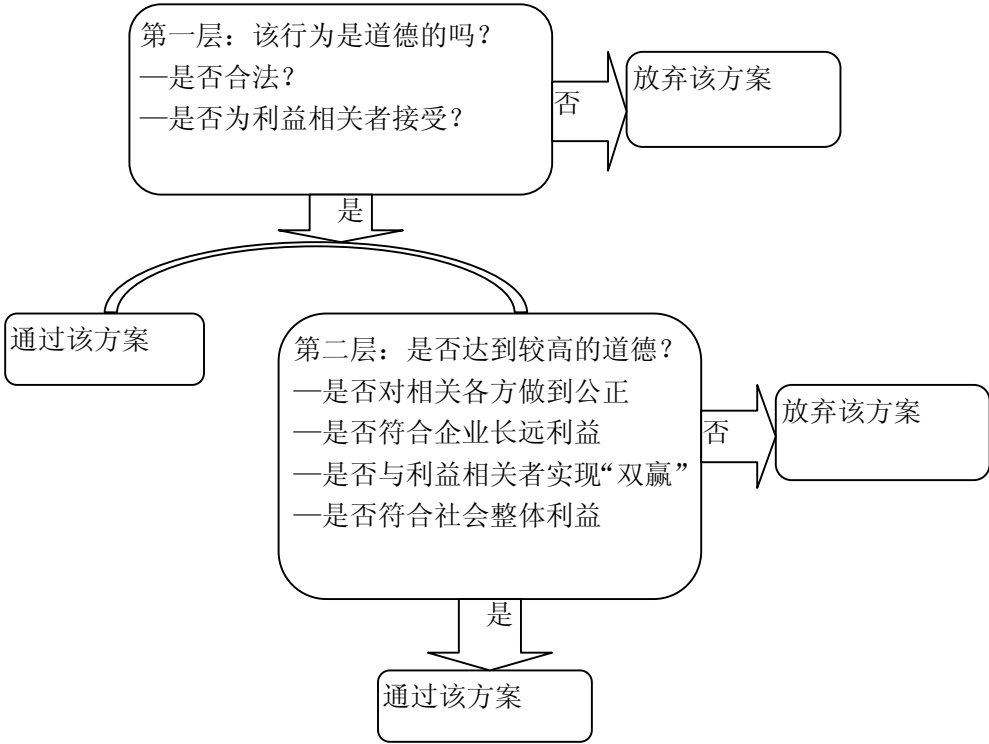 第一层：该行为是道德的吗？
—是否合法？
—是否为利益相关者接受？
否
放弃该方案
是
通过该方案
第二层：是否达到较高的道德？
—是否对相关各方做到公正
—是否符合企业长远利益
—是否与利益相关者实现“双赢”
—是否符合社会整体利益
否
放弃该方案
是
通过该方案